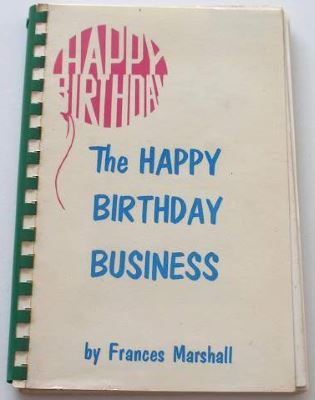 HAPPY
BIRTHDAY
The HAPPY
BIRTHDAY
BUSINESS
by Frances Marshall